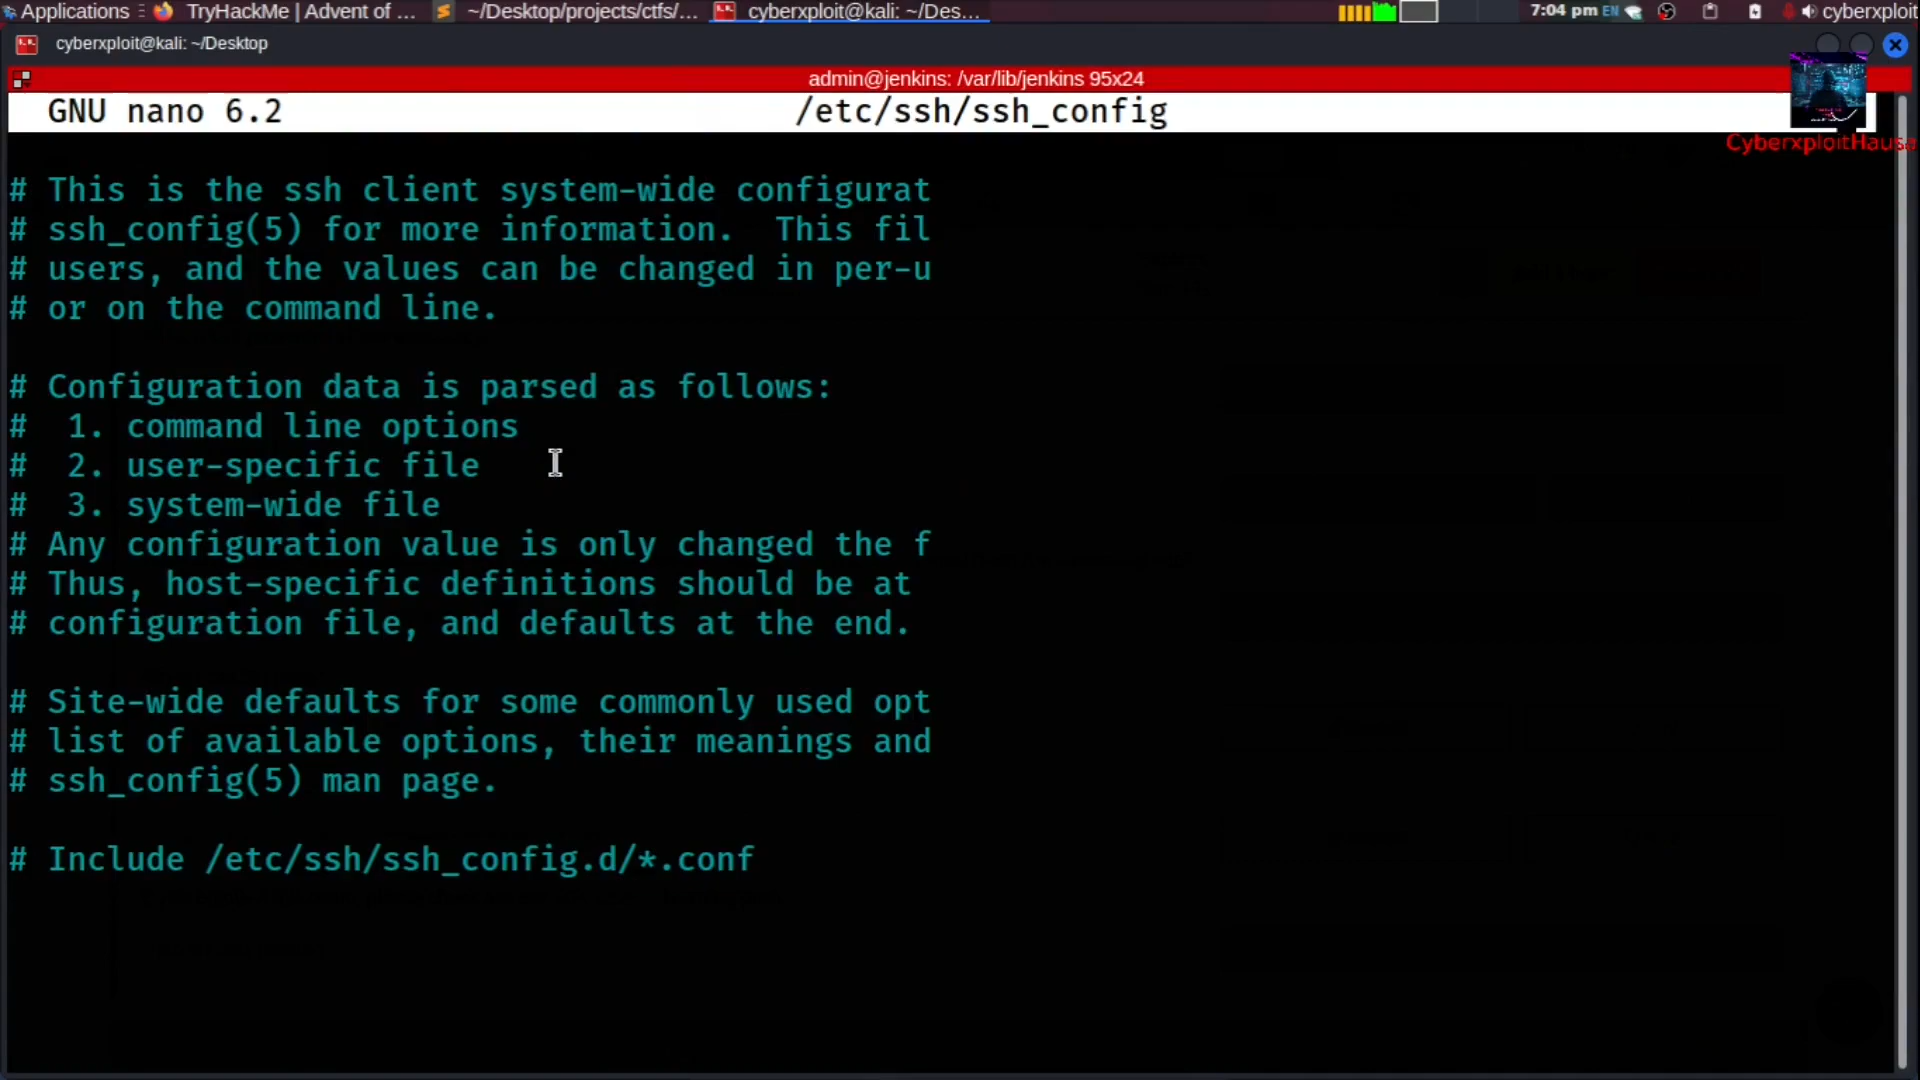 Applications
TryHackMe | Advent of ...
~/Desktop/projects/ctfs/...
cyberxploit@kali: ~/Des...
7:04 pm EN
cyberxploit
cyberxploit@kali: ~/Desktop
admin@jenkins: /var/lib/jenkins 95x24
GNU nano 6.2 /etc/ssh/ssh_config
CyberxploitHausa
# This is the ssh client system-wide configurat
# ssh_config(5) for more information.  This fil
# users, and the values can be changed in per-u
# or on the command line.
# Configuration data is parsed as follows:
#  1. command line options
#  2. user-specific file
#  3. system-wide file
# Any configuration value is only changed the f
# Thus, host-specific definitions should be at
# configuration file, and defaults at the end.
# Site-wide defaults for some commonly used opt
# list of available options, their meanings and
# ssh_config(5) man page.
# Include /etc/ssh/ssh_config.d/*.conf